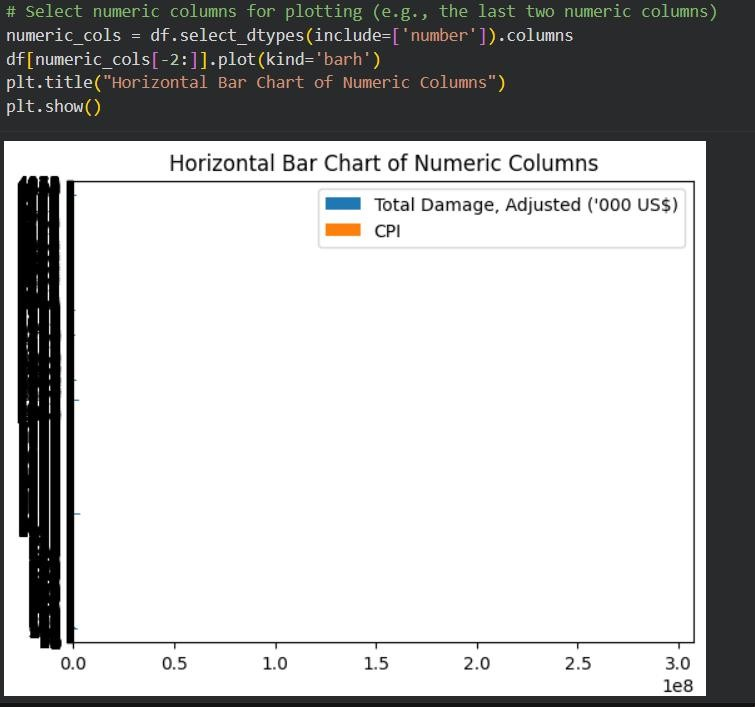 # Select numeric columns for plotting (e.g., the last two numeric columns)
numeric_cols = df.select_dtypes(include=['number']).columns
df[numeric_cols[-2:]].plot(kind='barh')
plt.title("Horizontal Bar Chart of Numeric Columns")
plt.show()
Horizontal Bar Chart of Numeric Columns
Total Damage, Adjusted ('000 US$)
CPI
0.0 0.5 1.0 1.5 2.0 2.5 3.0
1e8